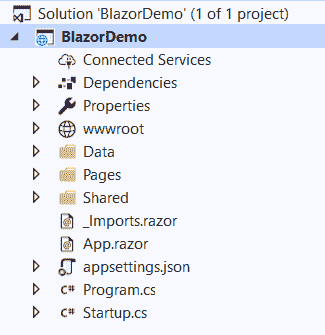 Solution 'BlazorDemo' (1 of 1 project)
BlazorDemo
Connected Services
Dependencies
Properties
wwwroot
Data
Pages
Shared
_Imports.razor
App.razor
appsettings.json
C# Program.cs
C# Startup.cs